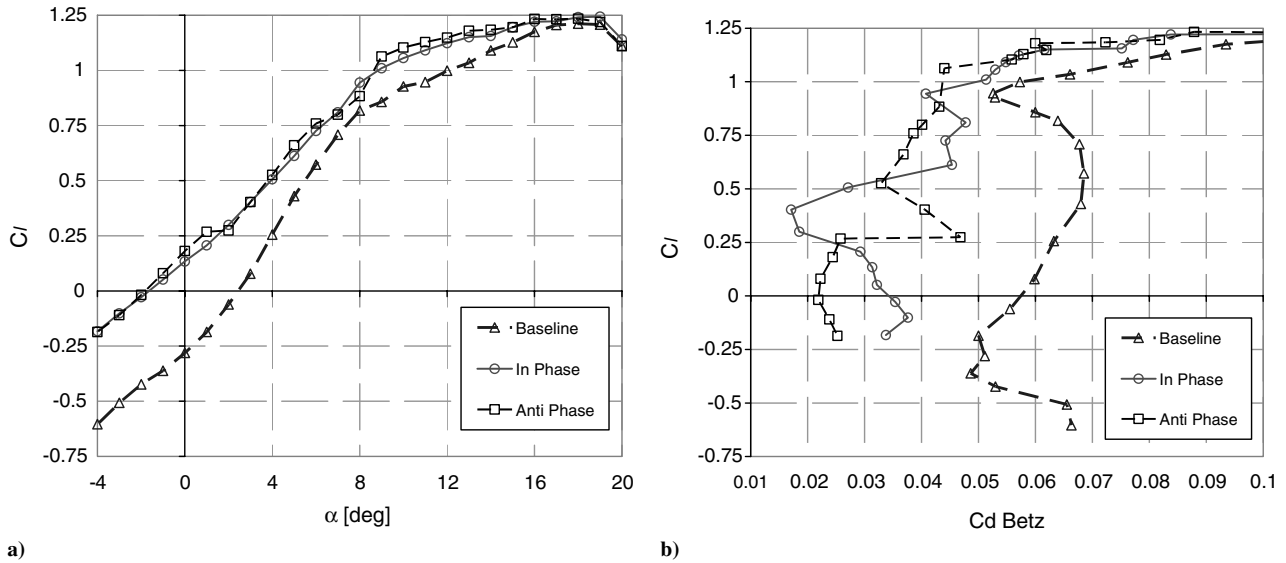 1.25
1
0.75
0.5
0.25
0
-0.25
-0.5
-0.75
Cl
-4 0 4 8 12 16 20
α [deg]
Baseline
In Phase
Anti Phase
a)
1.25
1
0.75
0.5
0.25
0
-0.25
-0.5
-0.75
Cl
0.01 0.02 0.03 0.04 0.05 0.06 0.07 0.08 0.09 0.1
Cd Betz
Baseline
In Phase
Anti Phase
b)